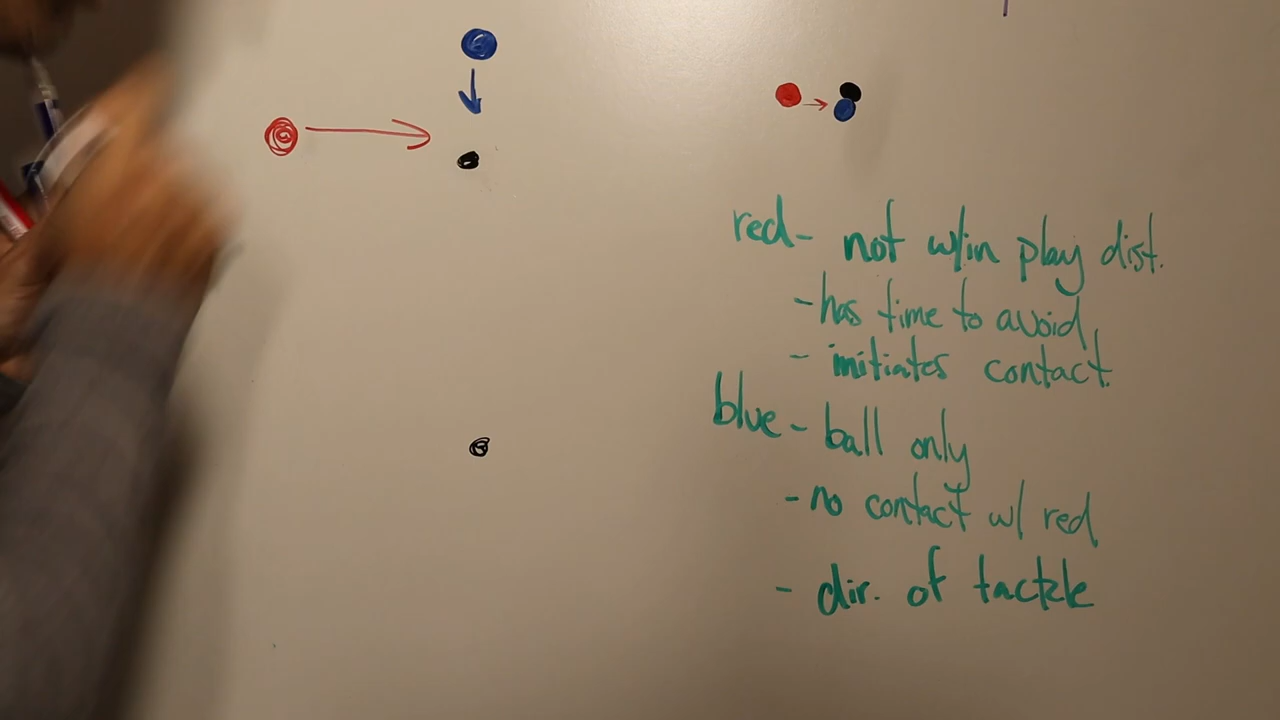 red- not w/in play dist.
- has time to avoid
- initiates contact
blue- ball only
- no contact w/ red
- dir. of tackle